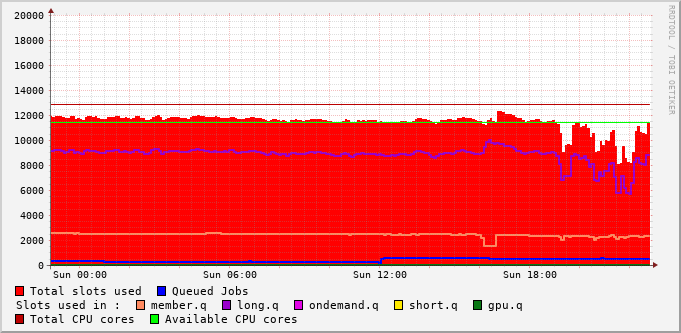 RRDTOOL / TOBI OETIKER
20000
18000
16000
14000
12000
10000
8000
6000
4000
2000
0
Sun 00:00 Sun 06:00 Sun 12:00 Sun 18:00
Total slots used Queued Jobs
Slots used in : member.q long.q ondemand.q short.q gpu.q
Total CPU cores Available CPU cores